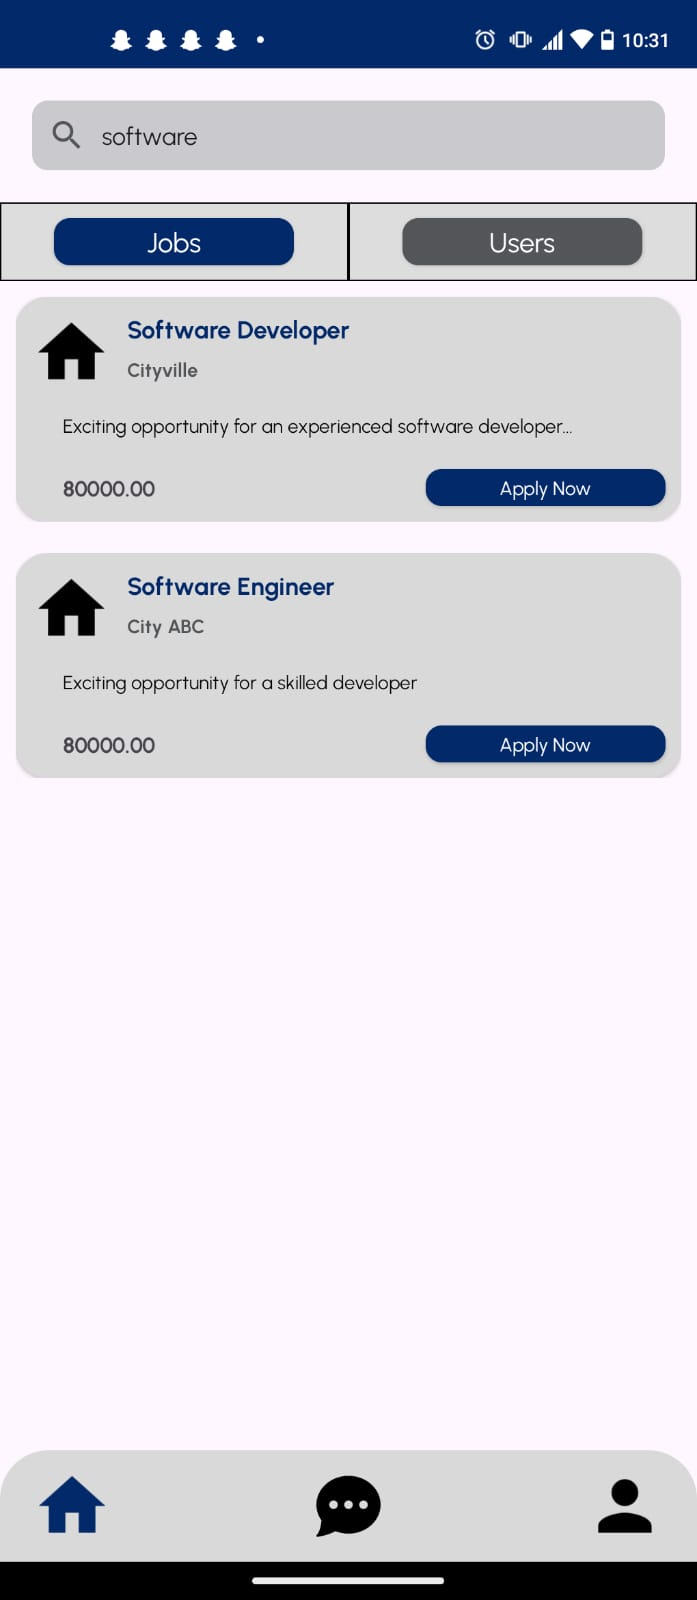 10:31
software
Jobs
Users
Software Developer
Cityville
Exciting opportunity for an experienced software developer...
80000.00
Apply Now
Software Engineer
City ABC
Exciting opportunity for a skilled developer
80000.00
Apply Now